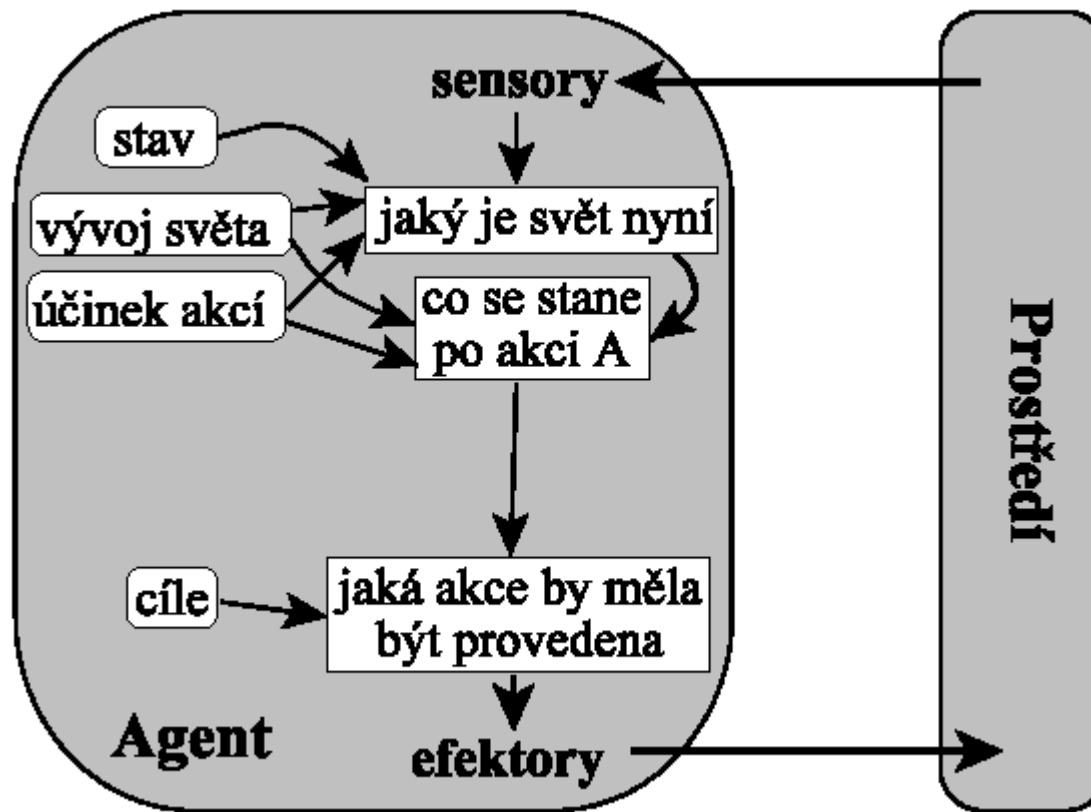 sensory
stav
jaký je svět nyní
vývoj světa
účinek akcí
co se stane
po akci A
cíle
jaká akce by měla
být provedena
Agent
efektory
Prostředí